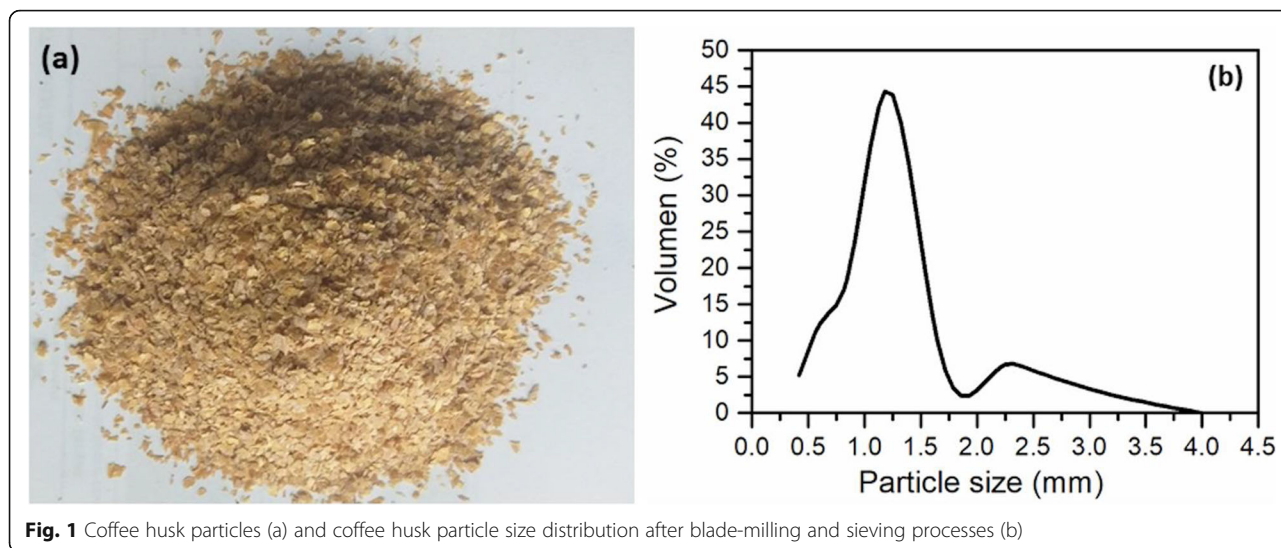 (a)
(b)
50
45
40
35
30
25
20
15
10
5
0
Volumen (%)
0.0 0.5 1.0 1.5 2.0 2.5 3.0 3.5 4.0 4.5
Particle size (mm)
Fig. 1 Coffee husk particles (a) and coffee husk particle size distribution after blade-milling and sieving processes (b)